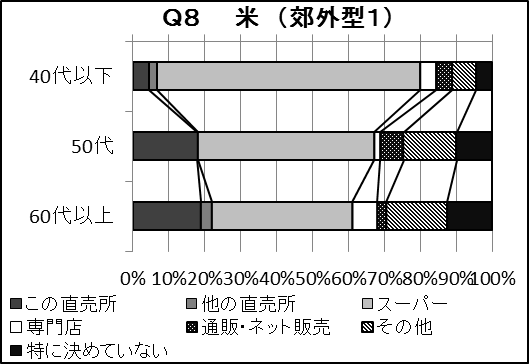 Q8 米（郊外型1）
40代以下
50代
60代以上
0% 10% 20% 30% 40% 50% 60% 70% 80% 90% 100%
この直売所 他の直売所 スーパー
専門店 通販・ネット販売 その他
特に決めていない